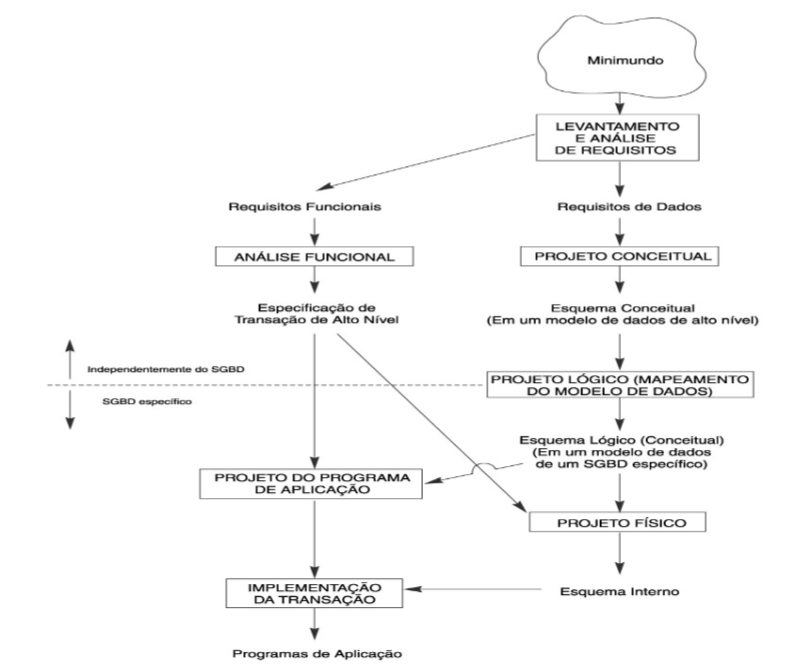 Minimundo
LEVANTAMENTO
E ANÁLISE
DE REQUISITOS
Requisitos Funcionais
Requisitos de Dados
ANÁLISE FUNCIONAL
PROJETO CONCEITUAL
Especificação de
Transação de Alto Nível
Esquema Conceitual
(Em um modelo de dados de alto nível)
Independentemente do SGBD
SGBD específico
PROJETO LÓGICO (MAPEAMENTO
DO MODELO DE DADOS)
Esquema Lógico (Conceitual)
(Em um modelo de dados
de um SGBD específico)
PROJETO DO PROGRAMA
DE APLICAÇÃO
PROJETO FÍSICO
IMPLEMENTAÇÃO
DA TRANSAÇÃO
Esquema Interno
Programas de Aplicação